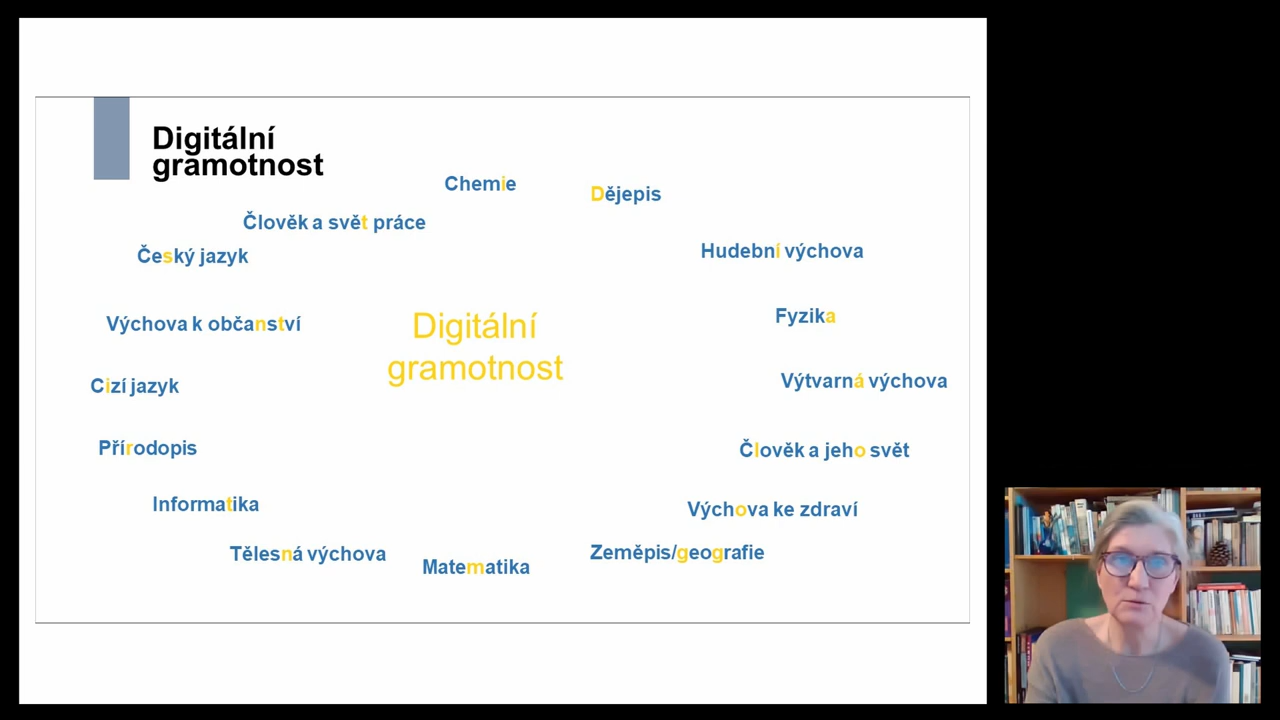 Digitální
gramotnost
Chemie
Dějepis
Člověk a svět práce
Český jazyk
Hudební výchova
Výchova k občanství
Digitální
gramotnost
Fyzika
Cizí jazyk
Výtvarná výchova
Přírodopis
Člověk a jeho svět
Informatika
Výchova ke zdraví
Tělesná výchova
Matematika
Zeměpis/geografie